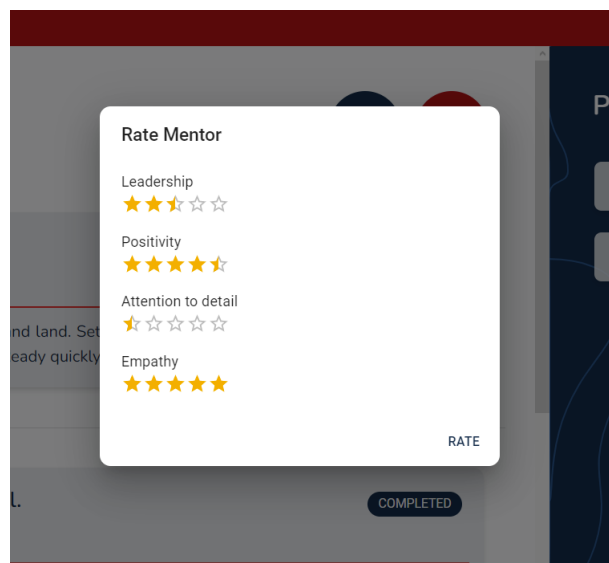 P
Rate Mentor
Leadership
Positivity
Attention to detail
nd land. Set
eady quickly
Empathy
RATE
l.
COMPLETED